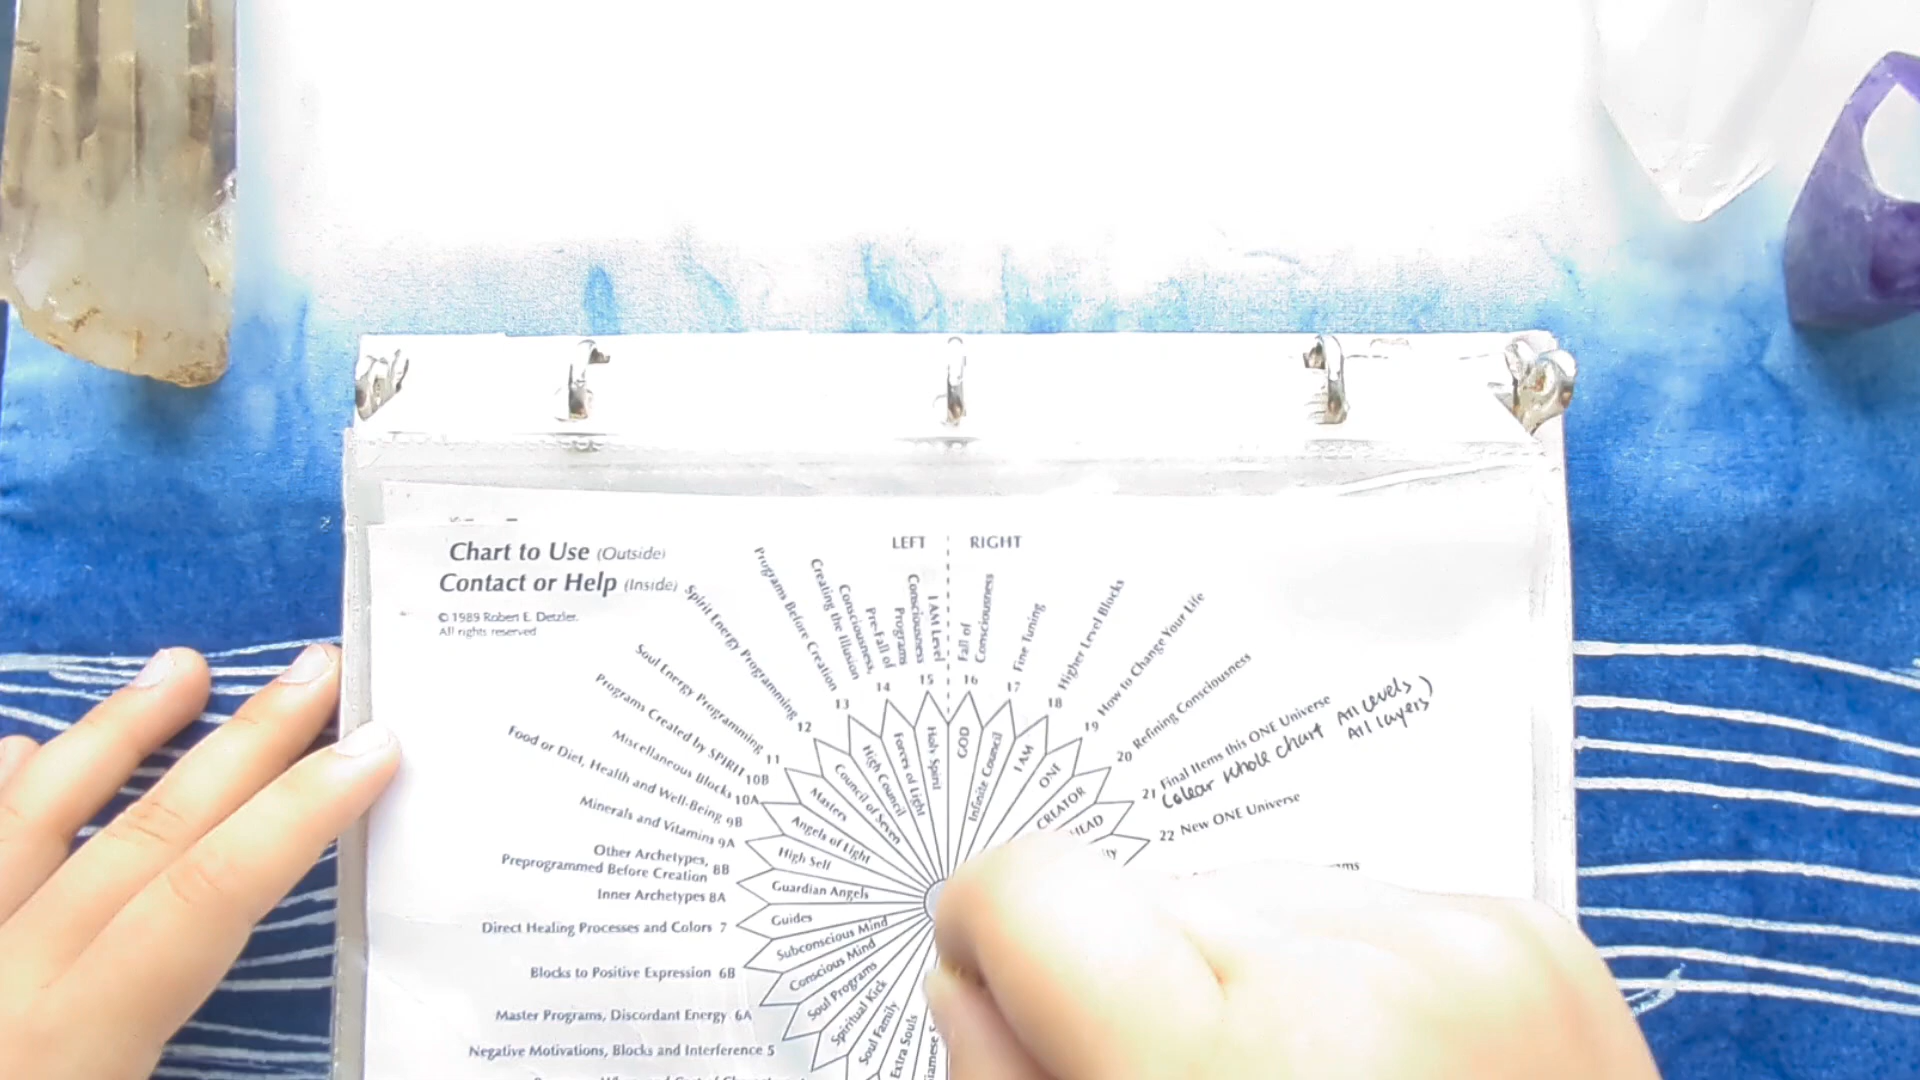 Chart to Use (Outside)
Contact or Help (Inside)
© 1989 Robert E. Detzler.
All rights reserved
LEFT
RIGHT
Negative Motivations, Blocks and Interference 5
Master Programs, Discordant Energy 6A
Blocks to Positive Expression 6B
Direct Healing Processes and Colors 7
Inner Archetypes 8A
Other Archetypes,
Preprogrammed Before Creation 8B
Minerals and Vitamins 9A
Food or Diet, Health and Well-Being 9B
Miscellaneous Blocks 10A
Programs Created by SPIRIT 10B
Soul Energy Programming 11
Spirit Energy Programming 12
Programs Before Creation 13
Creating the Illusion
Consciousness,
Pre-Fall of
Programs
14
Consciousness
I AM Level
15
Fall of
Consciousness
16
Fine Tuning
17
18 Higher Level Blocks
19 How to Change Your Life
20 Refining Consciousness
21 Final Items this ONE Universe
(clear whole chart All levels
All layers)
22 New ONE Universe
Extra Souls
Soul Family
Spiritual Kick
Soul Programs
Conscious Mind
Subconscious Mind
Guides
Guardian Angels
High Self
Angels of Light
Masters
Council of Seven
High Council
Forces of Light
Holy Spirit
GOD
Infinite Council
I AM
ONE
CREATOR